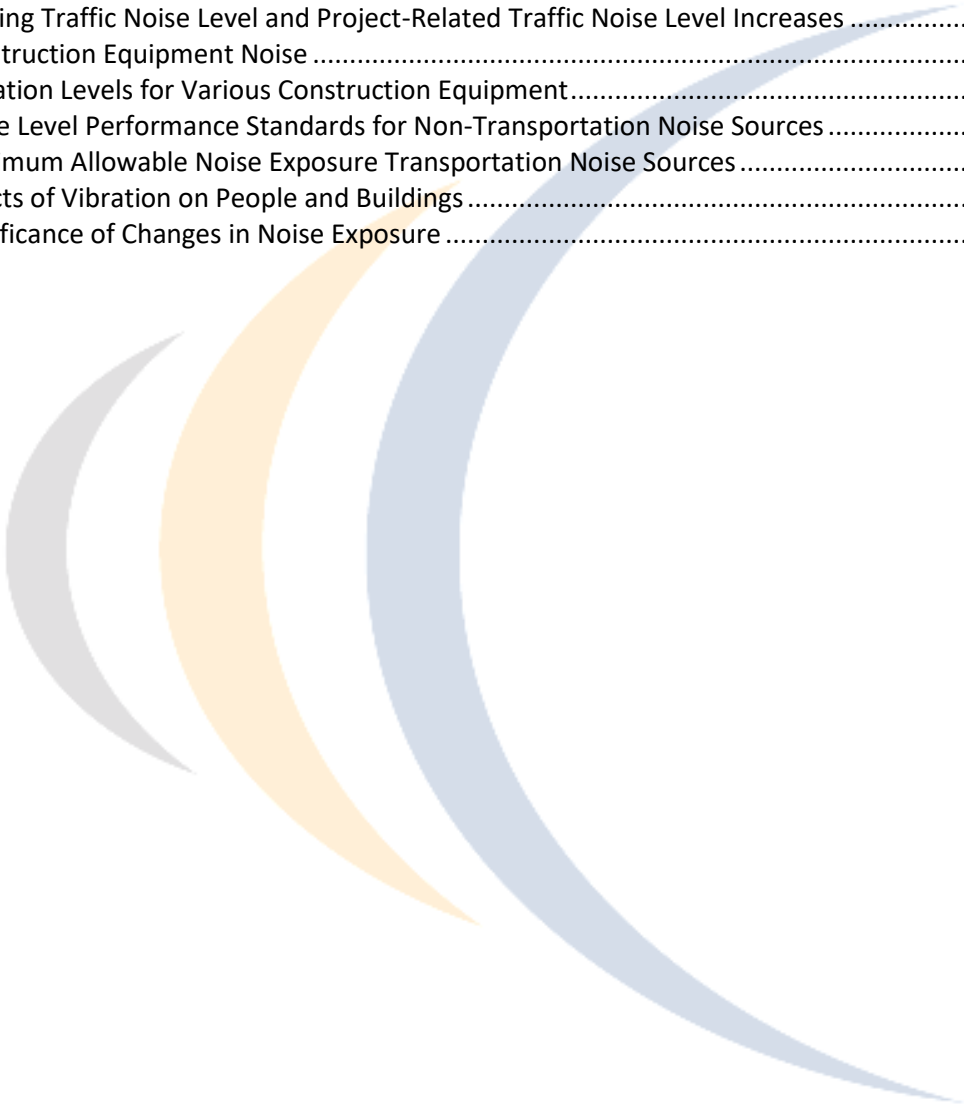 ing Traffic Noise Level and Project-Related Traffic Noise Level Increases ..............
truction Equipment Noise ..............
ation Levels for Various Construction Equipment..............
e Level Performance Standards for Non-Transportation Noise Sources ..............
mum Allowable Noise Exposure Transportation Noise Sources ..............
cts of Vibration on People and Buildings ..............
ficance of Changes in Noise Exposure ..............